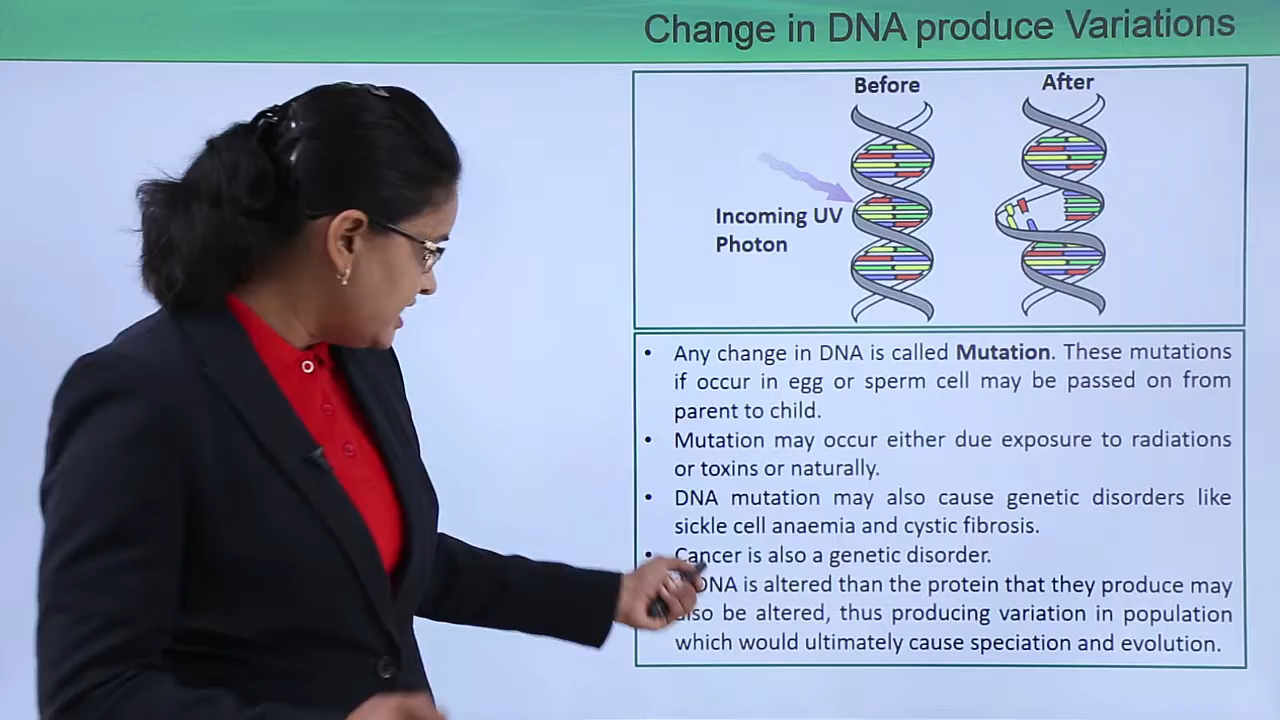 Change in DNA produce Variations
Before
After
Incoming UV
Photon
• Any change in DNA is called Mutation. These mutations
if occur in egg or sperm cell may be passed on from
parent to child.
• Mutation may occur either due exposure to radiations
or toxins or naturally.
• DNA mutation may also cause genetic disorders like
sickle cell anaemia and cystic fibrosis.
• Cancer is also a genetic disorder.
DNA is altered than the protein that they produce may
be altered, thus producing variation in population
which would ultimately cause speciation and evolution.